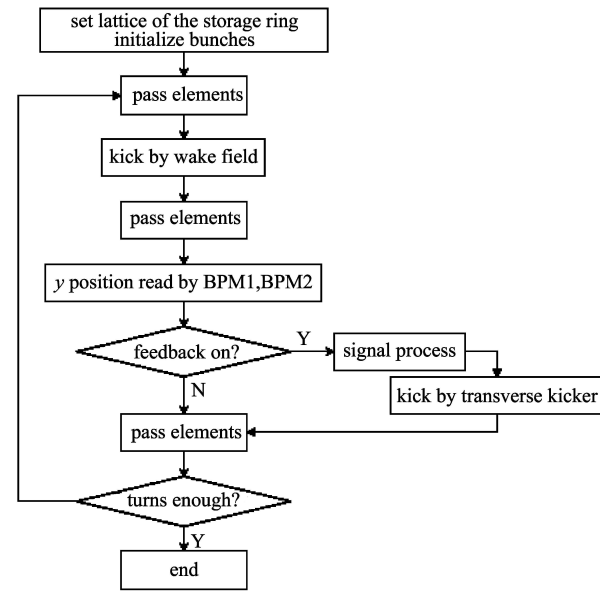 set lattice of the storage ring
initialize bunches
pass elements
kick by wake field
pass elements
y position read by BPM1,BPM2
feedback on?
Y
signal process
N
kick by transverse kicker
pass elements
turns enough?
Y
end